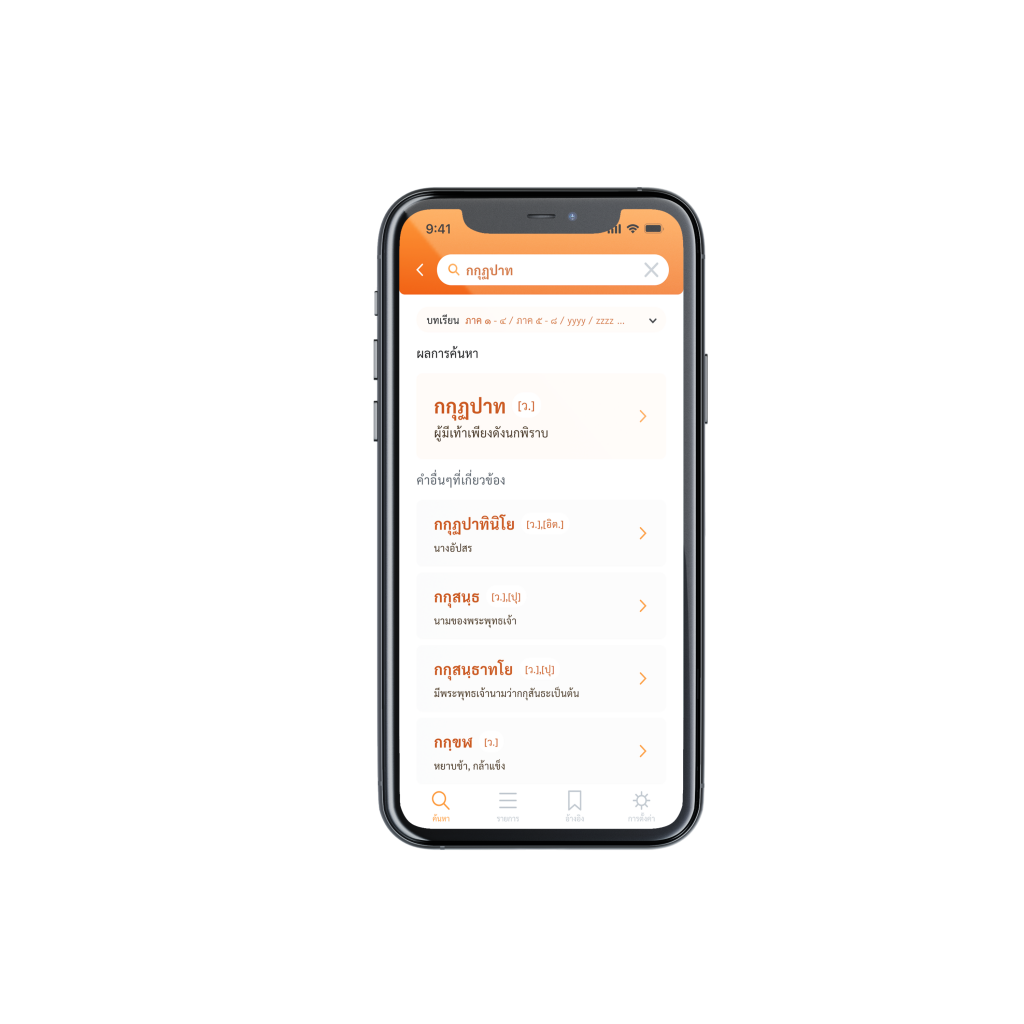 9:41
กกุฏปาท
บทเรียน ภาค ๑ - ๔ / ภาค ๕ - ๘ / yyyy / zzzz ...
ผลการค้นหา
กกุฏปาท [ว.]
ผู้มีเท้าเพียงดังนกพิราบ
คำอื่นๆที่เกี่ยวข้อง
กกุฏปาทินิโย [ว.],[อิต.]
นางอัปสร
กกุสนฺธ [ว.],[ปุ]
นามของพระพุทธเจ้า
กกุสนฺธาทโย [ว.],[ปุ]
มีพระพุทธเจ้านามว่ากกุสันธะเป็นต้น
กกฺขฬ [ว.]
หยาบช้า, กล้าแข็ง
ค้นหา รายการ อ้างอิง การตั้งค่า